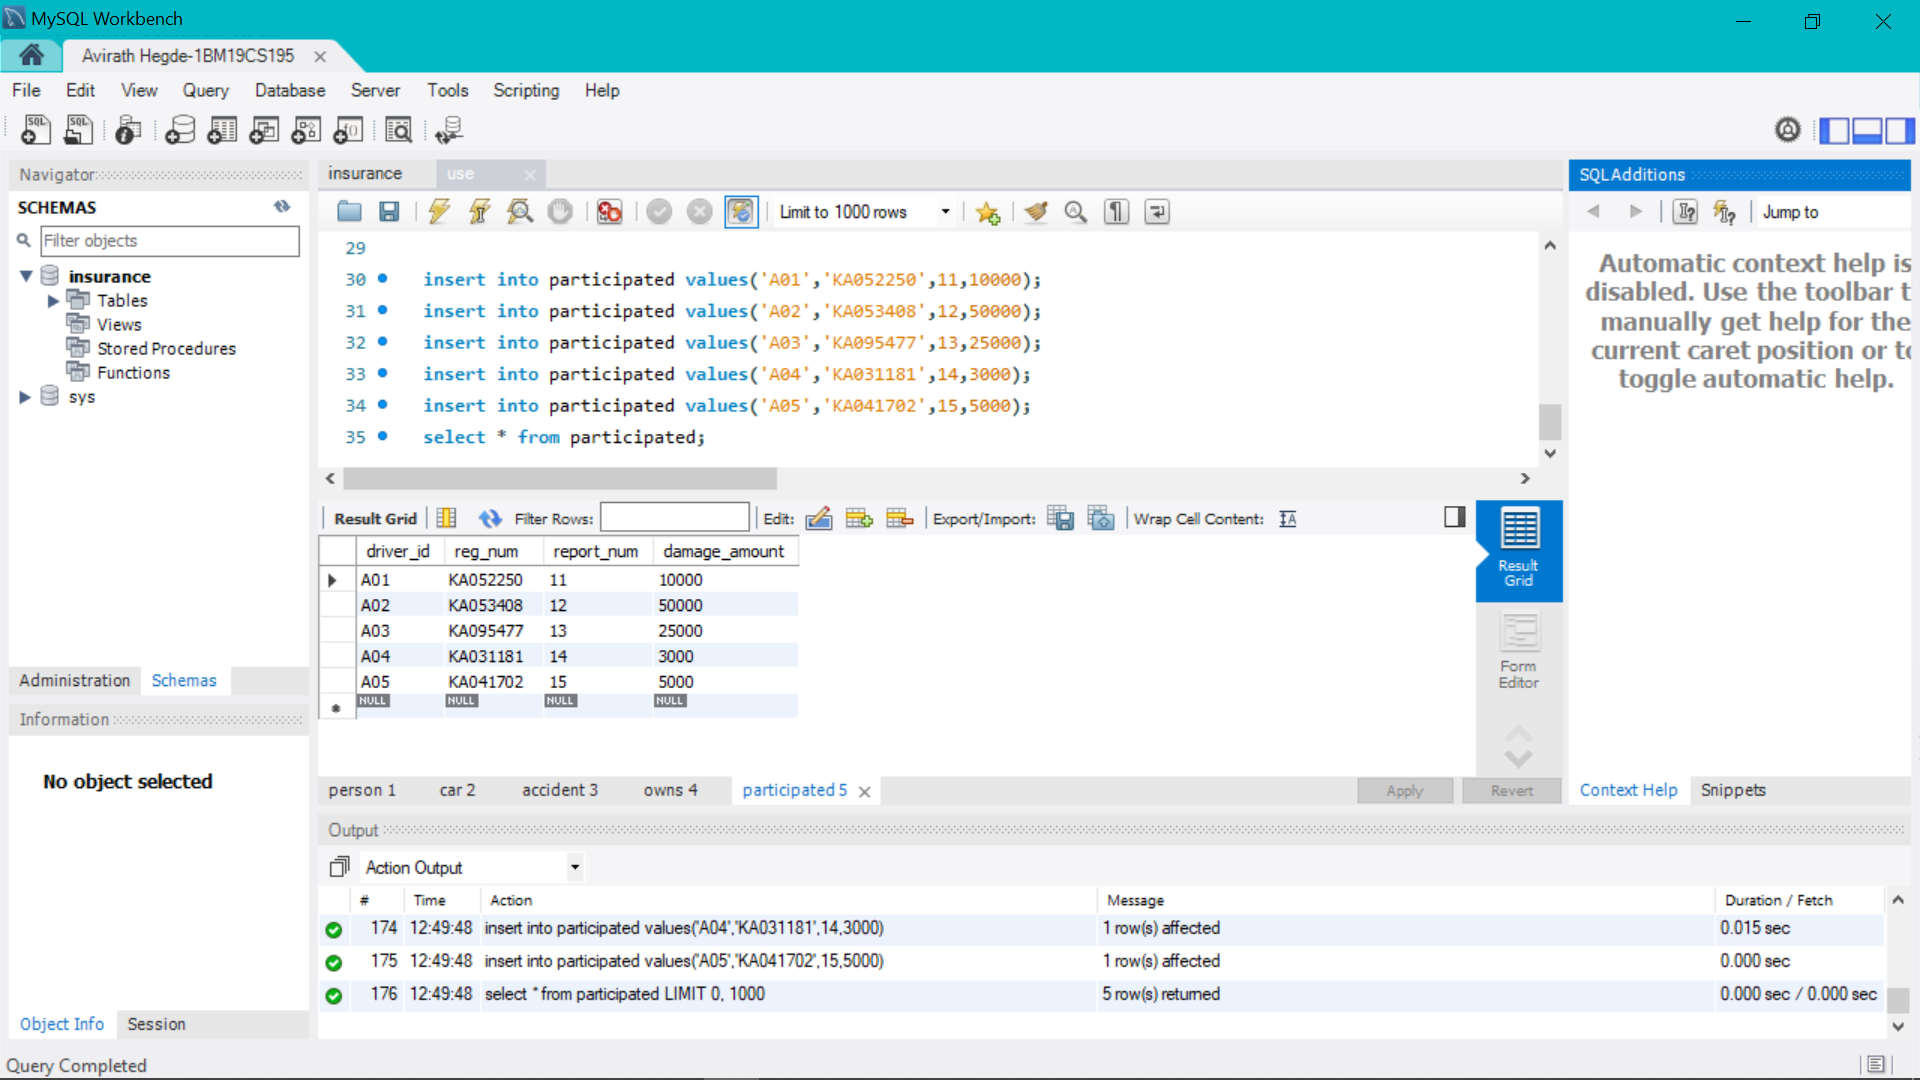 MySQL Workbench
Avirath Hegde-1BM19CS195
File Edit View Query Database Server Tools Scripting Help
Navigator
SCHEMAS
Filter objects
insurance
Tables
Views
Stored Procedures
Functions
sys
Administration Schemas
Information
No object selected
Object Info Session
insurance use
Limit to 1000 rows
29
30 insert into participated values('A01','KA052250',11,10000);
31 insert into participated values('A02','KA053408',12,50000);
32 insert into participated values('A03','KA095477',13,25000);
33 insert into participated values('A04','KA031181',14,3000);
34 insert into participated values('A05','KA041702',15,5000);
35 select * from participated;
Result Grid Filter Rows: Edit: Export/Import: Wrap Cell Content: IA
driver_id reg_num report_num damage_amount
A01 KA052250 11 10000
A02 KA053408 12 50000
A03 KA095477 13 25000
A04 KA031181 14 3000
A05 KA041702 15 5000
NULL NULL NULL NULL
Result
Grid
Form
Editor
person 1 car 2 accident 3 owns 4 participated 5 Apply Revert
SQLAdditions
Jump to
Automatic context help is
disabled. Use the toolbar t
manually get help for the
current caret position or to
toggle automatic help.
Context Help Snippets
Output
Action Output
# Time Action Message Duration / Fetch
174 12:49:48 insert into participated values('A04','KA031181',14,3000) 1 row(s) affected 0.015 sec
175 12:49:48 insert into participated values('A05','KA041702',15,5000) 1 row(s) affected 0.000 sec
176 12:49:48 select * from participated LIMIT 0, 1000 5 row(s) returned 0.000 sec / 0.000 sec
Query Completed